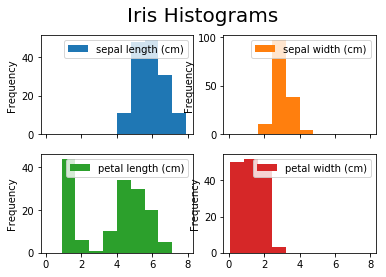 Iris Histograms
Frequency
40
20
0
sepal length (cm)
Frequency
100
50
0
sepal width (cm)
Frequency
40
20
0
petal length (cm)
0 2 4 6 8
Frequency
40
20
0
petal width (cm)
0 2 4 6 8